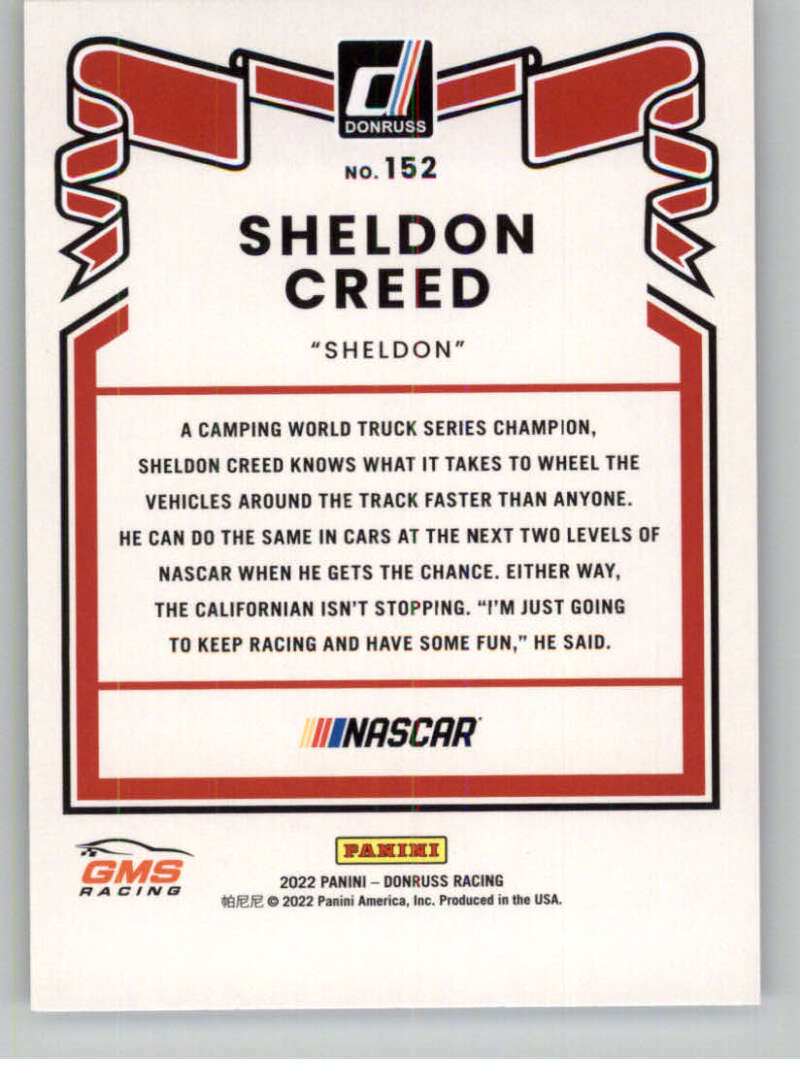 DONRUSS
NO. 152
SHELDON
CREED
"SHELDON"
A CAMPING WORLD TRUCK SERIES CHAMPION,
SHELDON CREED KNOWS WHAT IT TAKES TO WHEEL THE
VEHICLES AROUND THE TRACK FASTER THAN ANYONE.
HE CAN DO THE SAME IN CARS AT THE NEXT TWO LEVELS OF
NASCAR WHEN HE GETS THE CHANCE. EITHER WAY,
THE CALIFORNIAN ISN'T STOPPING. "I'M JUST GOING
TO KEEP RACING AND HAVE SOME FUN," HE SAID.
NASCAR
GMS
RACING
PANINI
2022 PANINI – DONRUSS RACING
帕尼尼 © 2022 Panini America, Inc. Produced in the USA.